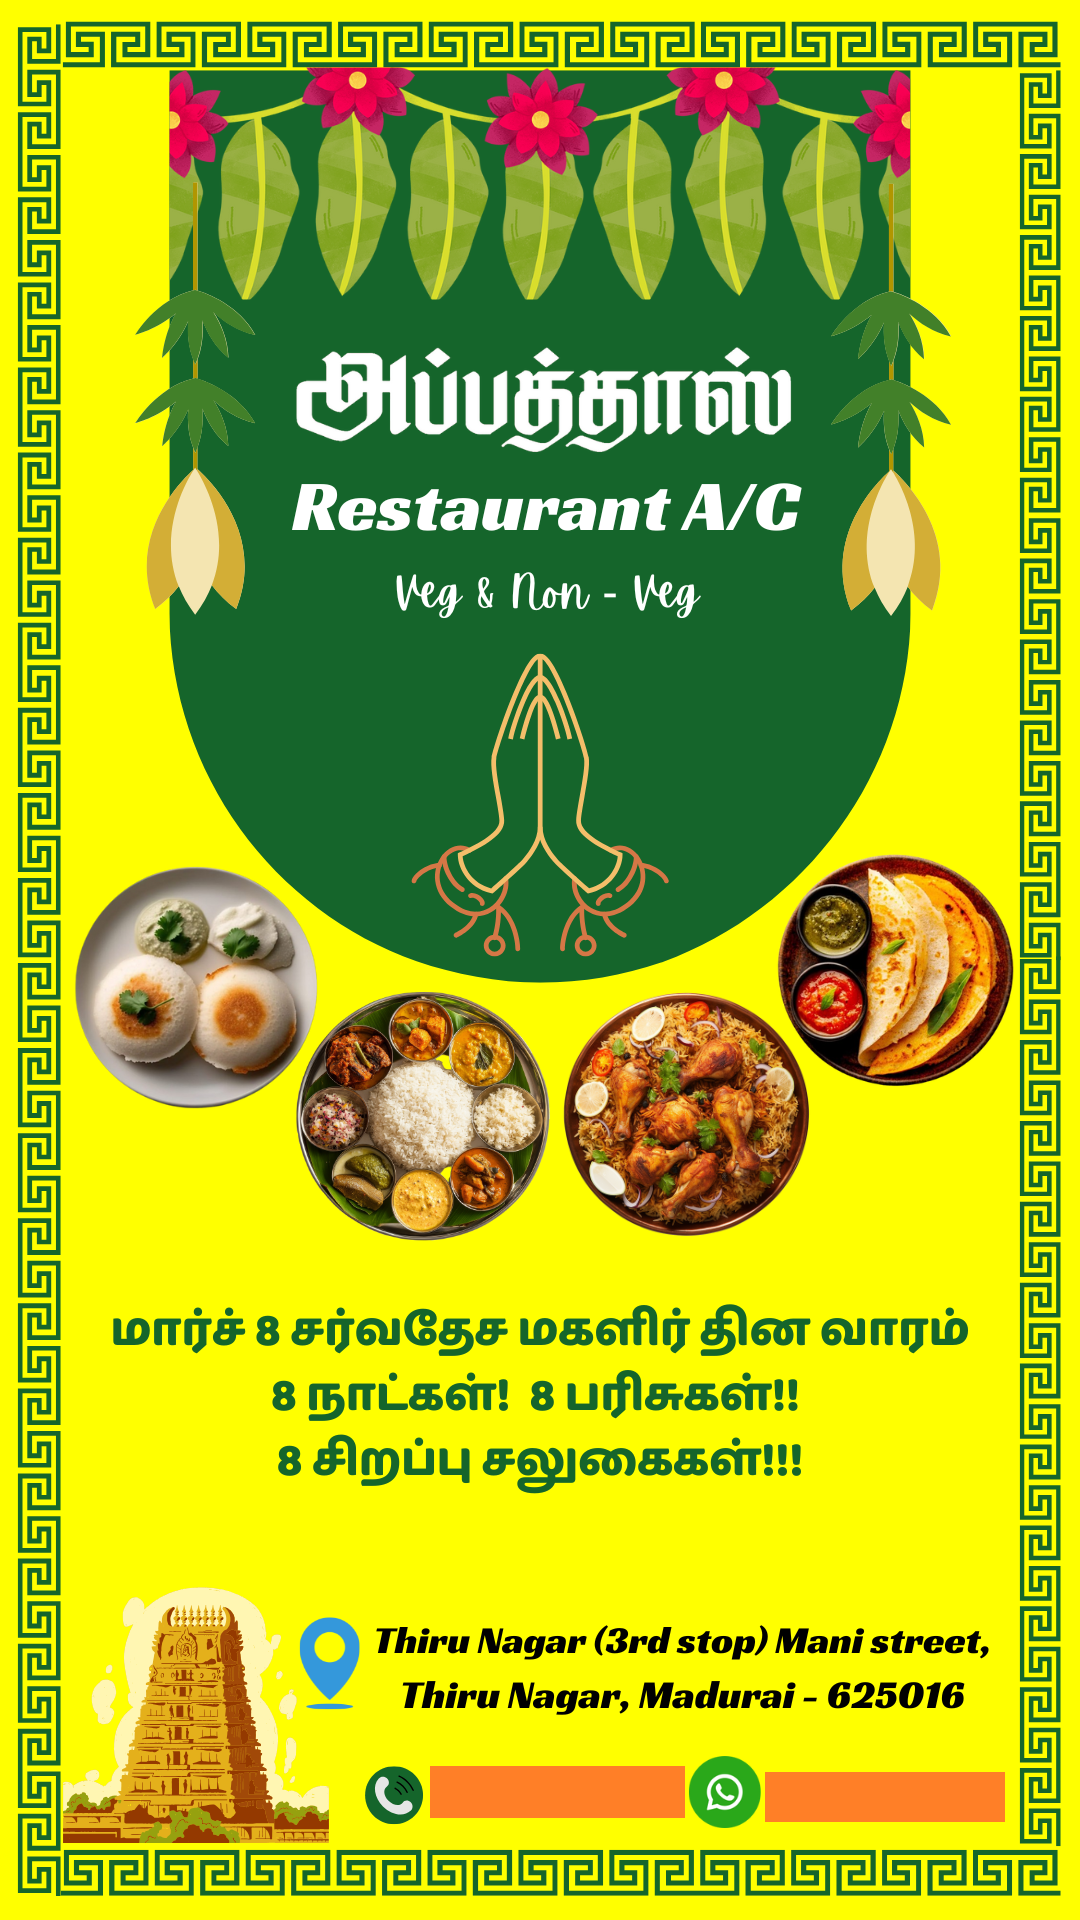 அப்பத்தாஸ்
Restaurant A/C
Veg & Non - Veg
மார்ச் 8 சர்வதேச மகளிர் தின வாரம்
8 நாட்கள்! 8 பரிசுகள்!!
8 சிறப்பு சலுகைகள்!!!
Thiru Nagar (3rd stop) Mani street,
Thiru Nagar, Madurai - 625016